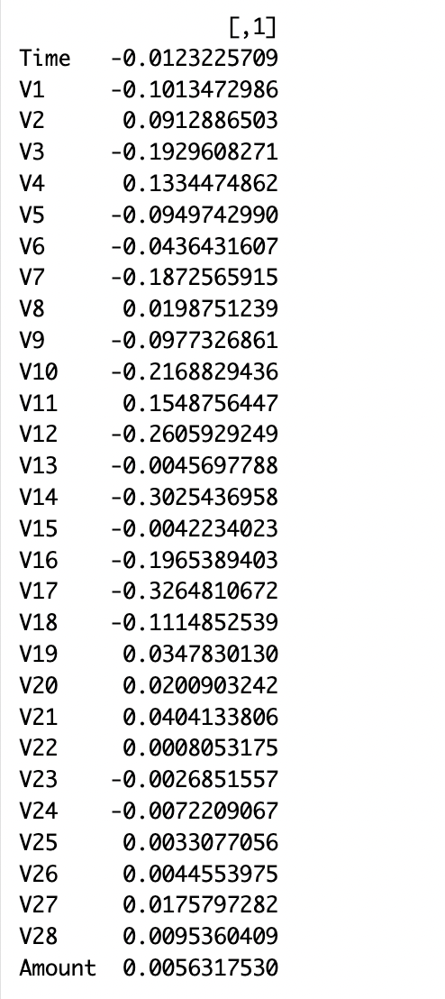 [,1]
Time -0.0123225709
V1 -0.1013472986
V2 0.0912886503
V3 -0.1929608271
V4 0.1334474862
V5 -0.0949742990
V6 -0.0436431607
V7 -0.1872565915
V8 0.0198751239
V9 -0.0977326861
V10 -0.2168829436
V11 0.1548756447
V12 -0.2605929249
V13 -0.0045697788
V14 -0.3025436958
V15 -0.0042234023
V16 -0.1965389403
V17 -0.3264810672
V18 -0.1114852539
V19 0.0347830130
V20 0.0200903242
V21 0.0404133806
V22 0.0008053175
V23 -0.0026851557
V24 -0.0072209067
V25 0.0033077056
V26 0.0044553975
V27 0.0175797282
V28 0.0095360409
Amount 0.0056317530